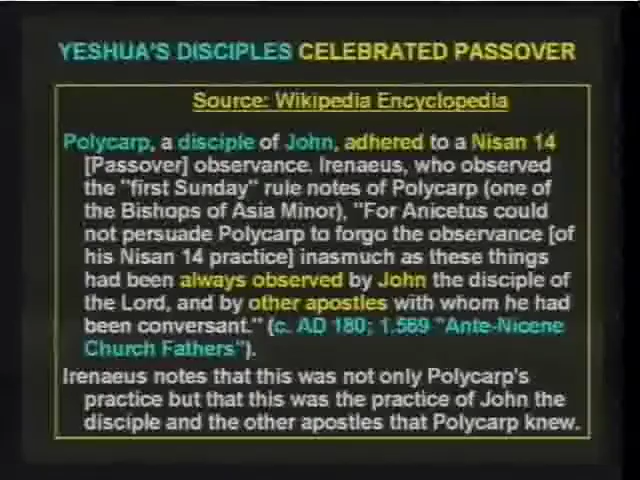 YESHUA'S DISCIPLES CELEBRATED PASSOVER
Source: Wikipedia Encyclopedia
Polycarp, a disciple of John, adhered to a Nisan 14
[Passover] observance. Irenaeus, who observed
the "first Sunday" rule notes of Polycarp (one of
the Bishops of Asia Minor), "For Anicetus could
not persuade Polycarp to forgo the observance [of
his Nisan 14 practice] inasmuch as these things
had been always observed by John the disciple of
the Lord, and by other apostles with whom he had
been conversant." (c. AD 180; 1.569 "Ante-Nicene
Church Fathers").
Irenaeus notes that this was not only Polycarp's
practice but that this was the practice of John the
disciple and the other apostles that Polycarp knew.